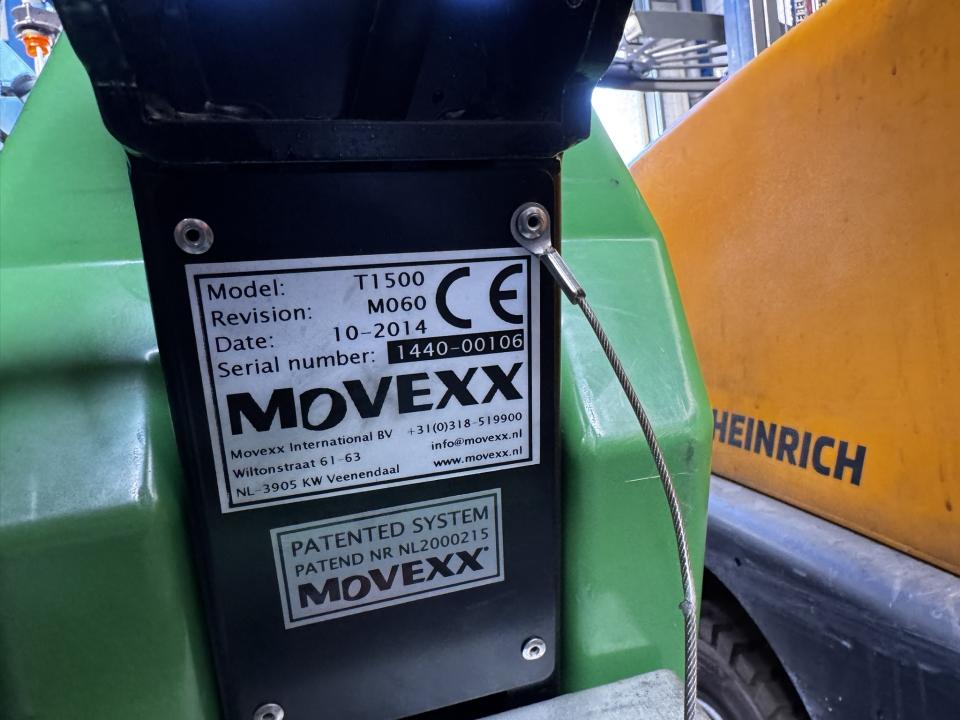 Model: T1500
Revision: M060
Date: 10-2014
Serial number: 1440-00106
CE
MOVEXX
Movexx International BV +31(0)318-519900
Wiltonstraat 61-63 info@movexx.nl
NL-3905 KW Veenendaal www.movexx.nl
PATENTED SYSTEM
PATEND NR NL2000215
MOVEXX
HEINRICH